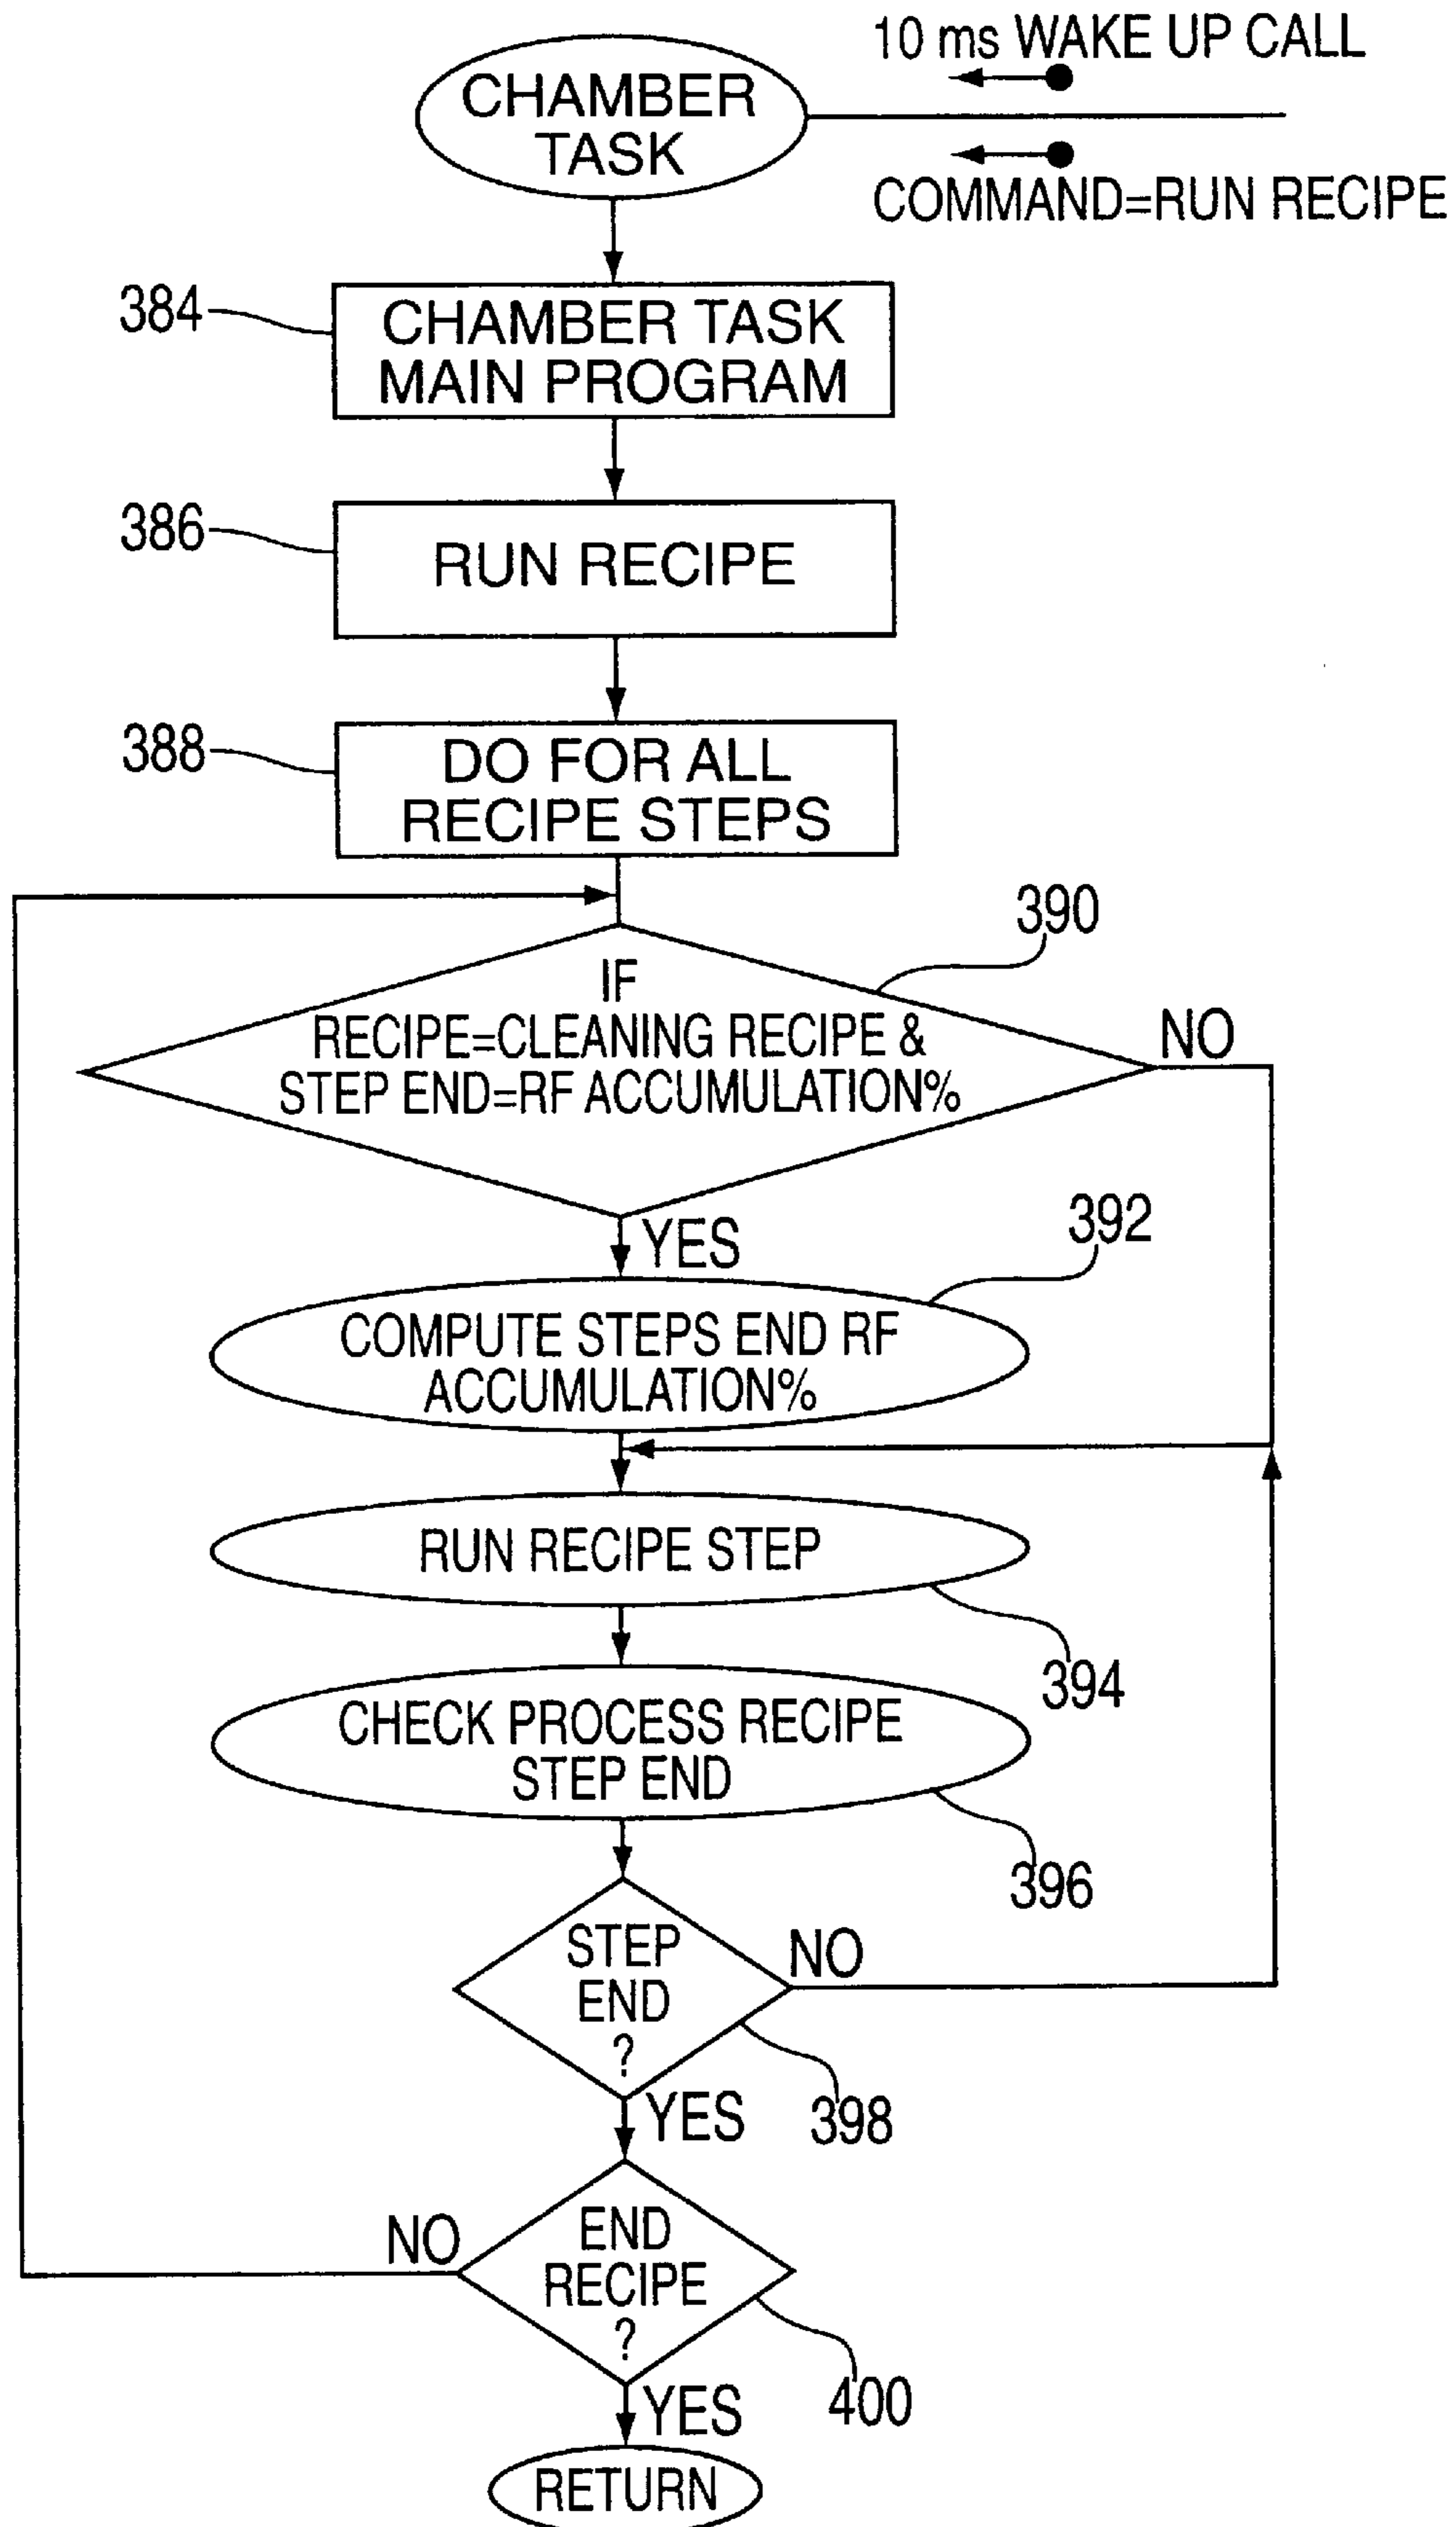 10 ms WAKE UP CALL
CHAMBER
TASK
COMMAND=RUN RECIPE
384
CHAMBER TASK
MAIN PROGRAM
386
RUN RECIPE
388
DO FOR ALL
RECIPE STEPS
390
IF
RECIPE=CLEANING RECIPE &
STEP END=RF ACCUMULATION%
NO
YES
392
COMPUTE STEPS END RF
ACCUMULATION%
RUN RECIPE STEP
394
CHECK PROCESS RECIPE
STEP END
396
STEP
END
?
NO
YES
398
END
RECIPE
?
NO
400
YES
RETURN